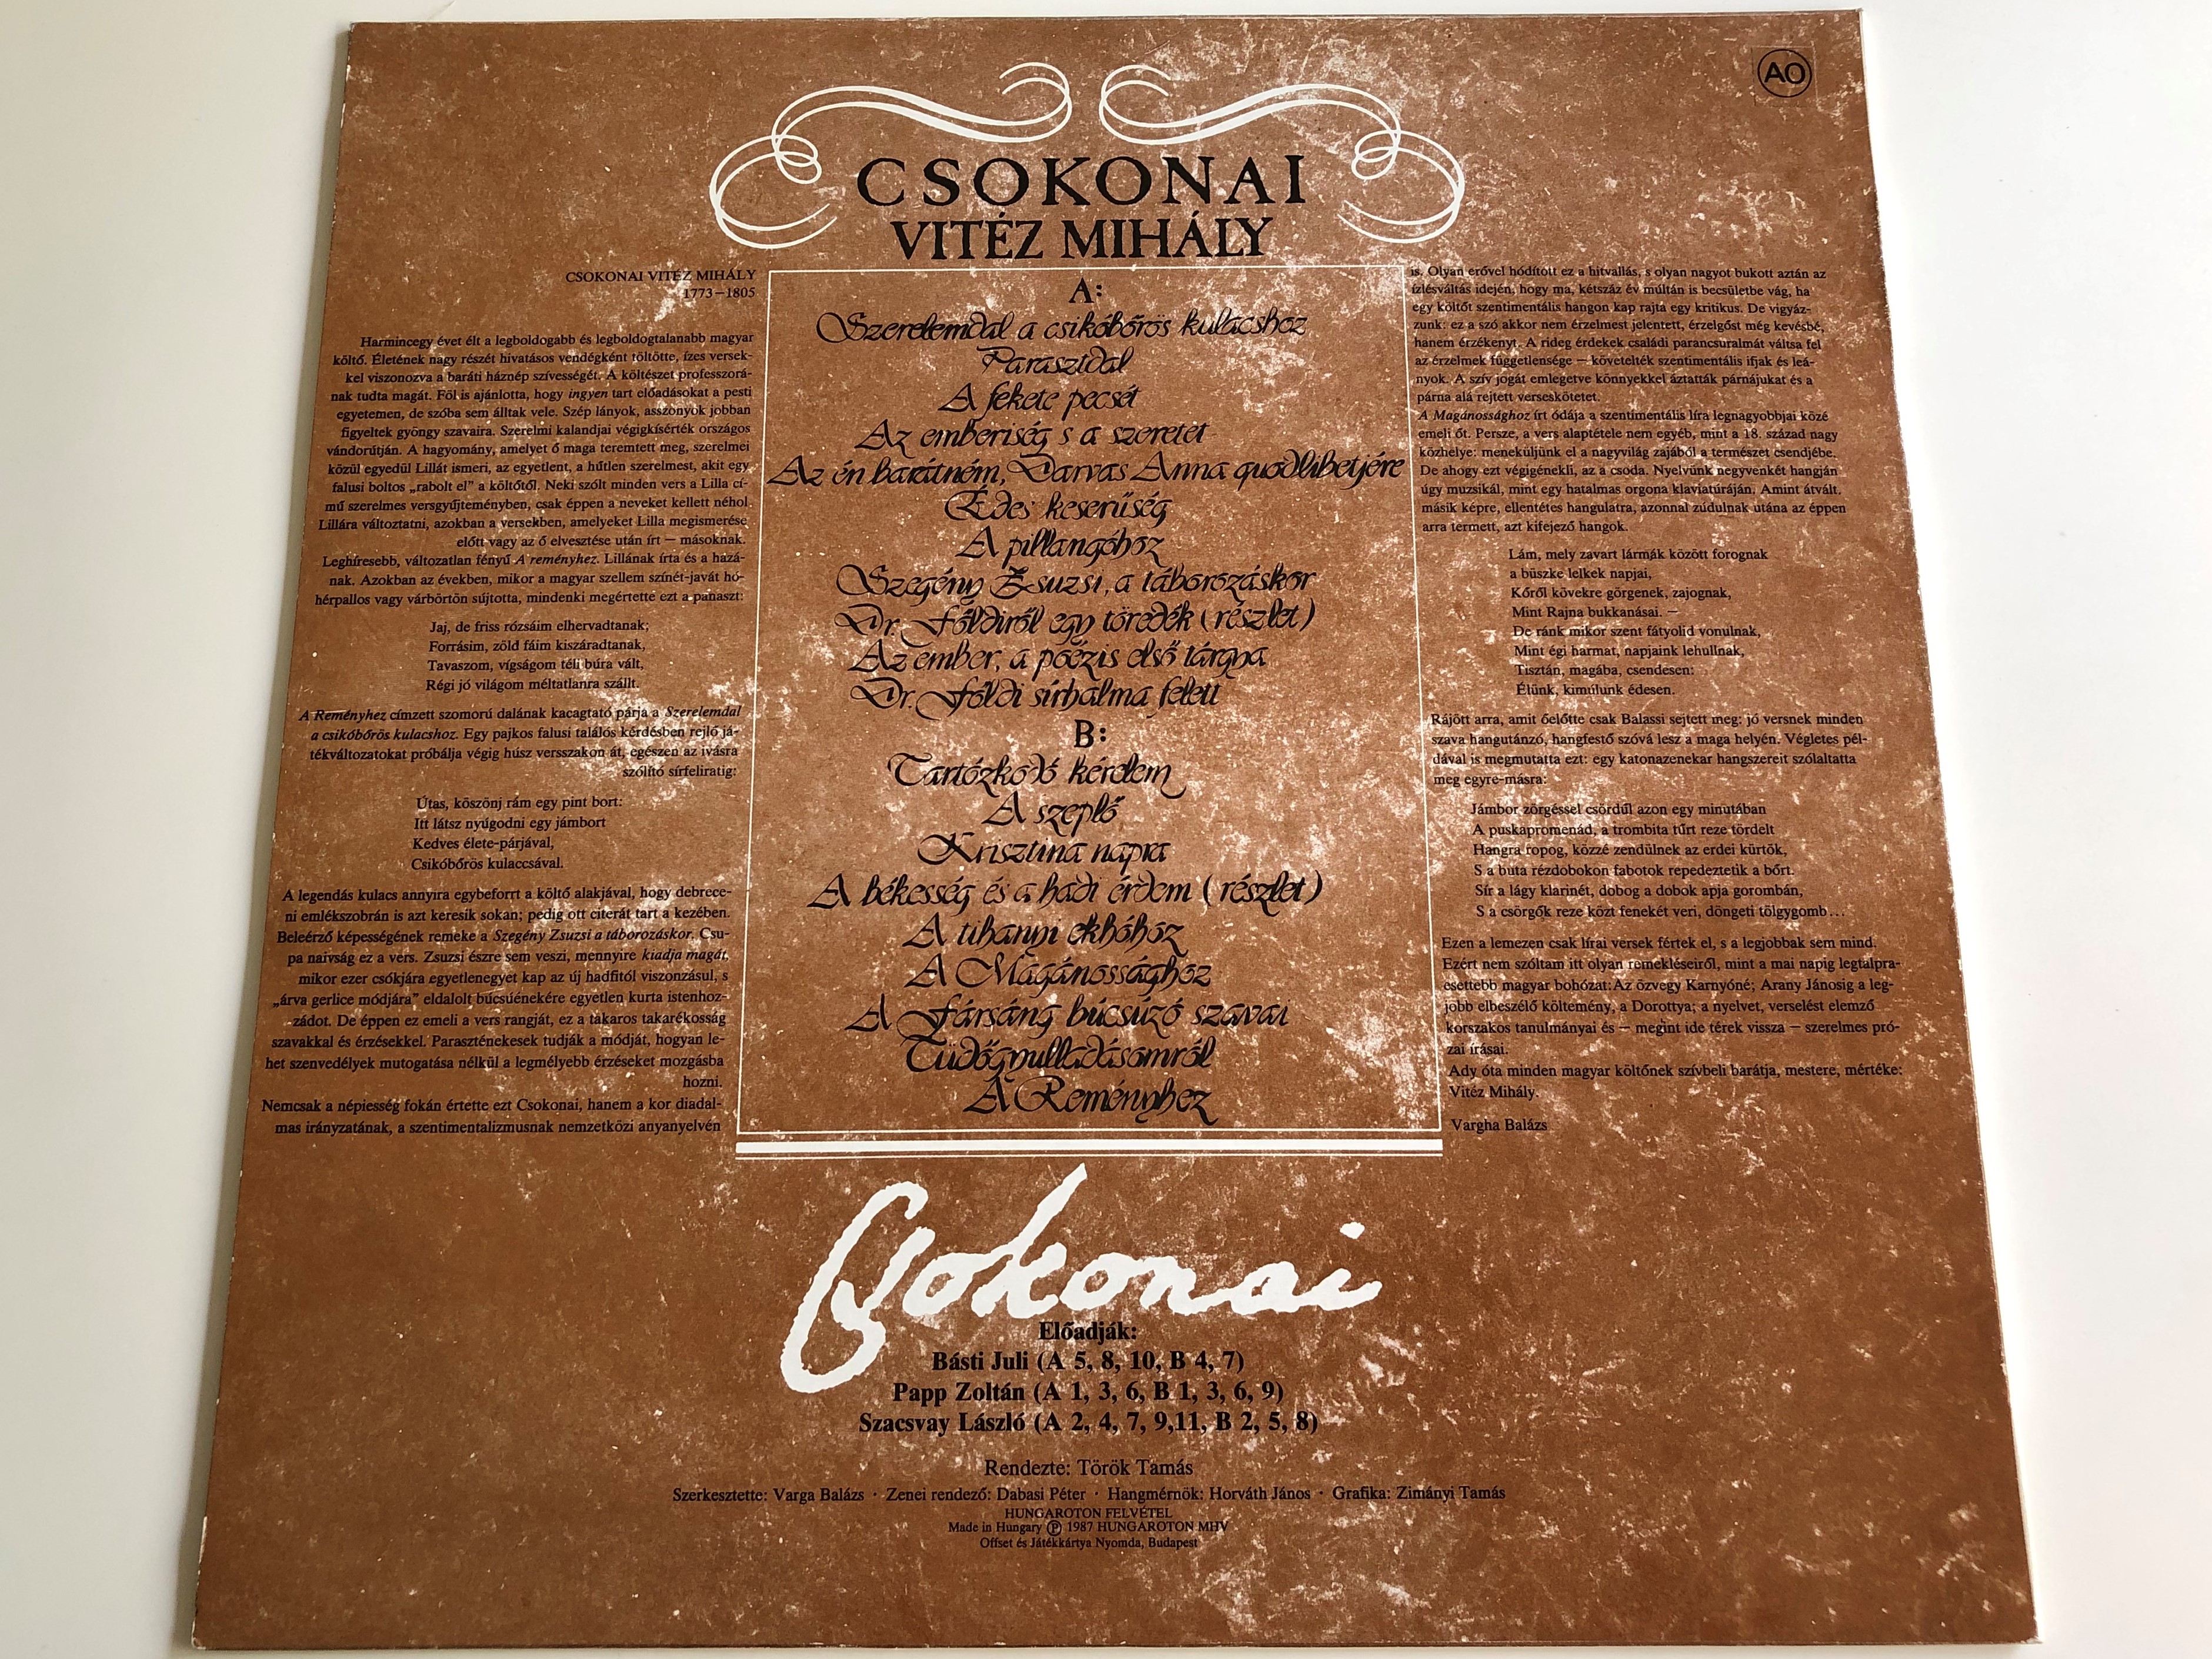 AO
CSOKONAI
VITÉZ MIHÁLY
CSOKONAI VITÉZ MIHÁLY
1773–1805
Harmincegy évet élt a legboldogabb és legboldogtalanabb magyar
költő. Életének nagy részét hivatásos vendégként töltötte, ízes versek-
kel viszonozva a baráti háznép szívességét. A költészet professzorá-
nak tudta magát. Föl is ajánlotta, hogy ingyen tart előadásokat a pesti
egyetemen, de szóba sem álltak vele. Szép lányok, asszonyok jobban
figyeltek gyöngy szavaira. Szerelmi kalandjai végigkísérték országos
vándorútján. A hagyomány, amelyet ő maga teremtett meg, szerelmei
közül egyedül Lillát ismeri, az egyetlent, a hűtlen szerelmest, akit egy
falusi boltos „rabolt el” a költőtől. Neki szólt minden vers a Lilla cí-
mű szerelmes versgyűjteményben, csak éppen a neveket kellett néhol
Lillára változtatni, azokban a versekben, amelyeket Lilla megismerése
előtt vagy az ő elvesztése után írt — másoknak.
Leghíresebb, változatlan fényű A reményhez. Lillának írta és a hazá-
nak. Azokban az években, mikor a magyar szellem színét-javát hó-
hérpallos vagy várbörtön sújtotta, mindenki megértette ezt a panaszt:
Jaj, de friss rózsáim elhervadtanak;
Forrásim, zöld fáim kiszáradtanak,
Tavaszom, vígságom téli búra vált,
Régi jó világom méltatlanra szállt.
A Reményhez címzett szomorú dalának kacagtató párja a Szerelemdal
a csikóbőrös kulacshoz. Egy pajkos falusi találós kérdésben rejlő já-
tékváltozatokat próbálja végig húsz versszakon át, egészen az ivásra
szólító sírfeliratig:
Útas, köszönj rám egy pint bort:
Itt látsz nyúgodni egy jámbort
Kedves élete-párjával,
Csikóbőrös kulaccsával.
A legendás kulacs annyira egybeforrt a költő alakjával, hogy debrece-
ni emlékszobrán is azt keresik sokan; pedig ott citerát tart a kezében.
Beleérző képességének remeke a Szegény Zsuzsi a táborozáskor. Csu-
pa naivság ez a vers. Zsuzsi észre sem veszi, mennyire kiadja magát,
mikor ezer csókjára egyetlenegyet kap az új hadfitól viszonzásul, s
„árva gerlice módjára” eldalolt búcsúénekére egyetlen kurta istenhoz-
zádot. De éppen ez emeli a vers rangját, ez a takaros takarékosság
szavakkal és érzésekkel. Paraszténekesek tudják a módját, hogyan le-
het szenvedélyek mutogatása nélkül a legmélyebb érzéseket mozgásba
hozni.
Nemcsak a népiesség fokán értette ezt Csokonai, hanem a kor diadal-
mas irányzatának, a szentimentalizmusnak nemzetközi anyanyelvén
A:
Szerelemdal a csikóbőrös kulacshoz
Parasztdal
A fekete pecsét
Az emberiség s a szeretet
Az én barátném, Darvas Anna quodlibetjére
Édes keserűség
A pillangóhoz
Szegény Zsuzsi, a táborozáskor
Dr. Földiről egy töredék (részlet)
Az ember, a poézis első tárgya
Dr. Földi sírhalma felett
B:
Tartózkodó kérelem
A szeplő
Krisztina napra
A békesség és a hadi érdem (részlet)
A tihanyi ekhóhoz
A Magánossághoz
A Fársáng búcsúzó szavai
Tüdőgyulladásomról
A Reményhez
is. Olyan erővel hódított ez a hitvallás, s olyan nagyot bukott aztán az
ízlésváltás idején, hogy ma, kétszáz év múltán is becsületbe vág, ha
egy költőt szentimentális hangon kap rajta egy kritikus. De vigyáz-
zunk: ez a szó akkor nem érzelmest jelentett, érzelgőst még kevésbé,
hanem érzékenyt. A rideg érdekek családi parancsuralmát váltsa fel
az érzelmek függetlensége — követelték szentimentális ifjak és leá-
nyok. A szív jogát emlegetve könnyekkel áztatták párnájukat és a
párna alá rejtett verseskötetet.
A Magánossághoz írt ódája a szentimentális líra legnagyobbjai közé
emeli őt. Persze, a vers alaptétele nem egyéb, mint a 18. század nagy
közhelye: meneküljünk el a nagyvilág zajából a természet csendjébe.
De ahogy ezt végigénekli, az a csoda. Nyelvünk negyvenkét hangján
úgy muzsikál, mint egy hatalmas orgona klaviatúráján. Amint átvált.
másik képre, ellentétes hangulatra, azonnal zúdulnak utána az éppen
arra termett, azt kifejező hangok.
Lám, mely zavart lármák között forognak
a büszke lelkek napjai,
Kőről kövekre görgenek, zajognak,
Mint Rajna bukkanásai. —
De ránk mikor szent fátyolid vonulnak,
Mint égi harmat, napjaink lehullnak,
Tisztán, magába, csendesen:
Élünk, kimúlunk édesen.
Rájött arra, amit őelőtte csak Balassi sejtett meg: jó versnek minden
szava hangutánzó, hangfestő szóvá lesz a maga helyén. Végletes pél-
dával is megmutatta ezt: egy katonazenekar hangszereit szólaltatta
meg egyre-másra:
Jámbor zörgéssel csördűl azon egy minutában
A puskapromenád, a trombita tűrt reze tördelt
Hangra ropog, közzé zendülnek az erdei kürtök,
S a buta rézdobokon fabotok repedeztetik a bőrt.
Sír a lágy klarinét, dobog a dobok apja gorombán,
S a csörgők reze közt fenekét veri, döngeti tölgygomb...
Ezen a lemezen csak lírai versek fértek el, s a legjobbak sem mind.
Ezért nem szóltam itt olyan remekléseiről, mint a mai napig legtalpra-
esettebb magyar bohózat: Az özvegy Karnyóné; Arany Jánosig a leg-
jobb elbeszélő költemény, a Dorottya; a nyelvet, verselést elemző
korszakos tanulmányai és — megint ide térek vissza — szerelmes pró-
zai írásai.
Ady óta minden magyar költőnek szívbeli barátja, mestere, mértéke:
Vitéz Mihály.
Vargha Balázs
Csokonai
Előadják:
Básti Juli (A 5, 8, 10, B 4, 7)
Papp Zoltán (A 1, 3, 6, B 1, 3, 6, 9)
Szacsvay László (A 2, 4, 7, 9,11, B 2, 5, 8)
Rendezte: Török Tamás
Szerkesztette: Varga Balázs · Zenei rendező: Dabasi Péter · Hangmérnök: Horváth János · Grafika: Zimányi Tamás
HUNGAROTON FELVÉTEL
Made in Hungary Ⓟ 1987 HUNGAROTON MHV
Offset és Játékkártya Nyomda, Budapest